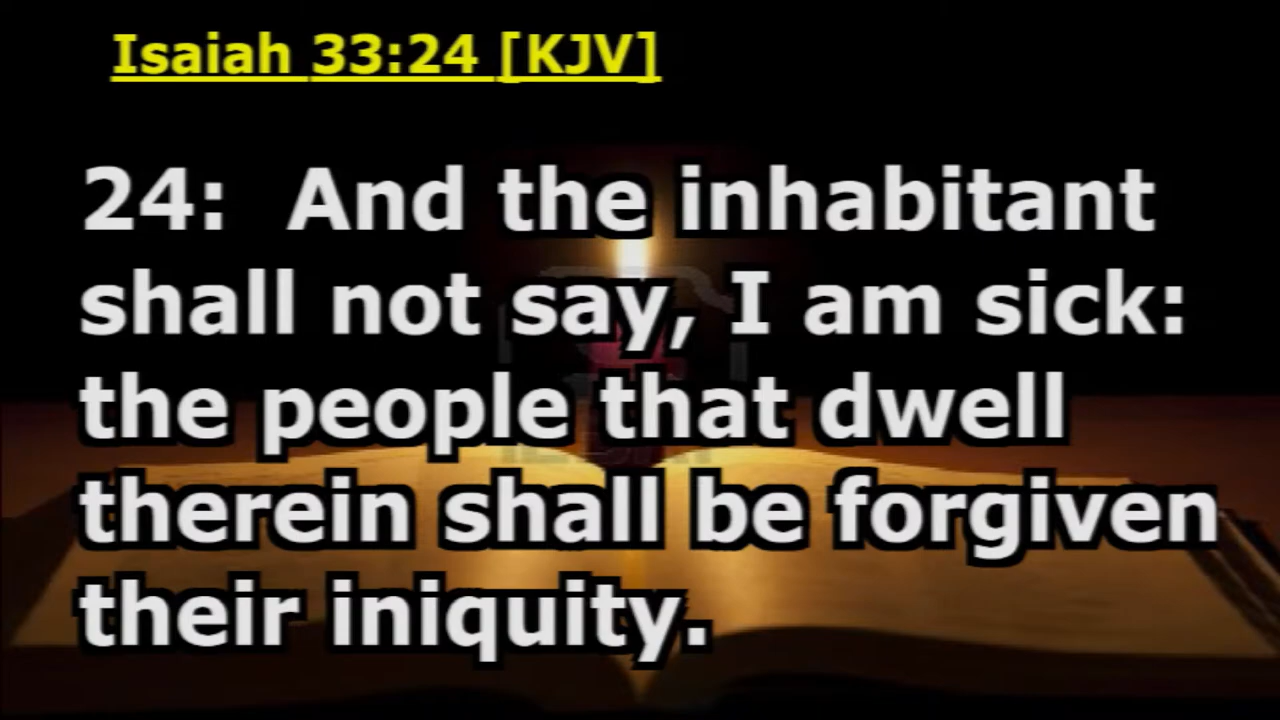 Isaiah 33:24 [KJV]
24: And the inhabitant
shall not say, I am sick:
the people that dwell
therein shall be forgiven
their iniquity.